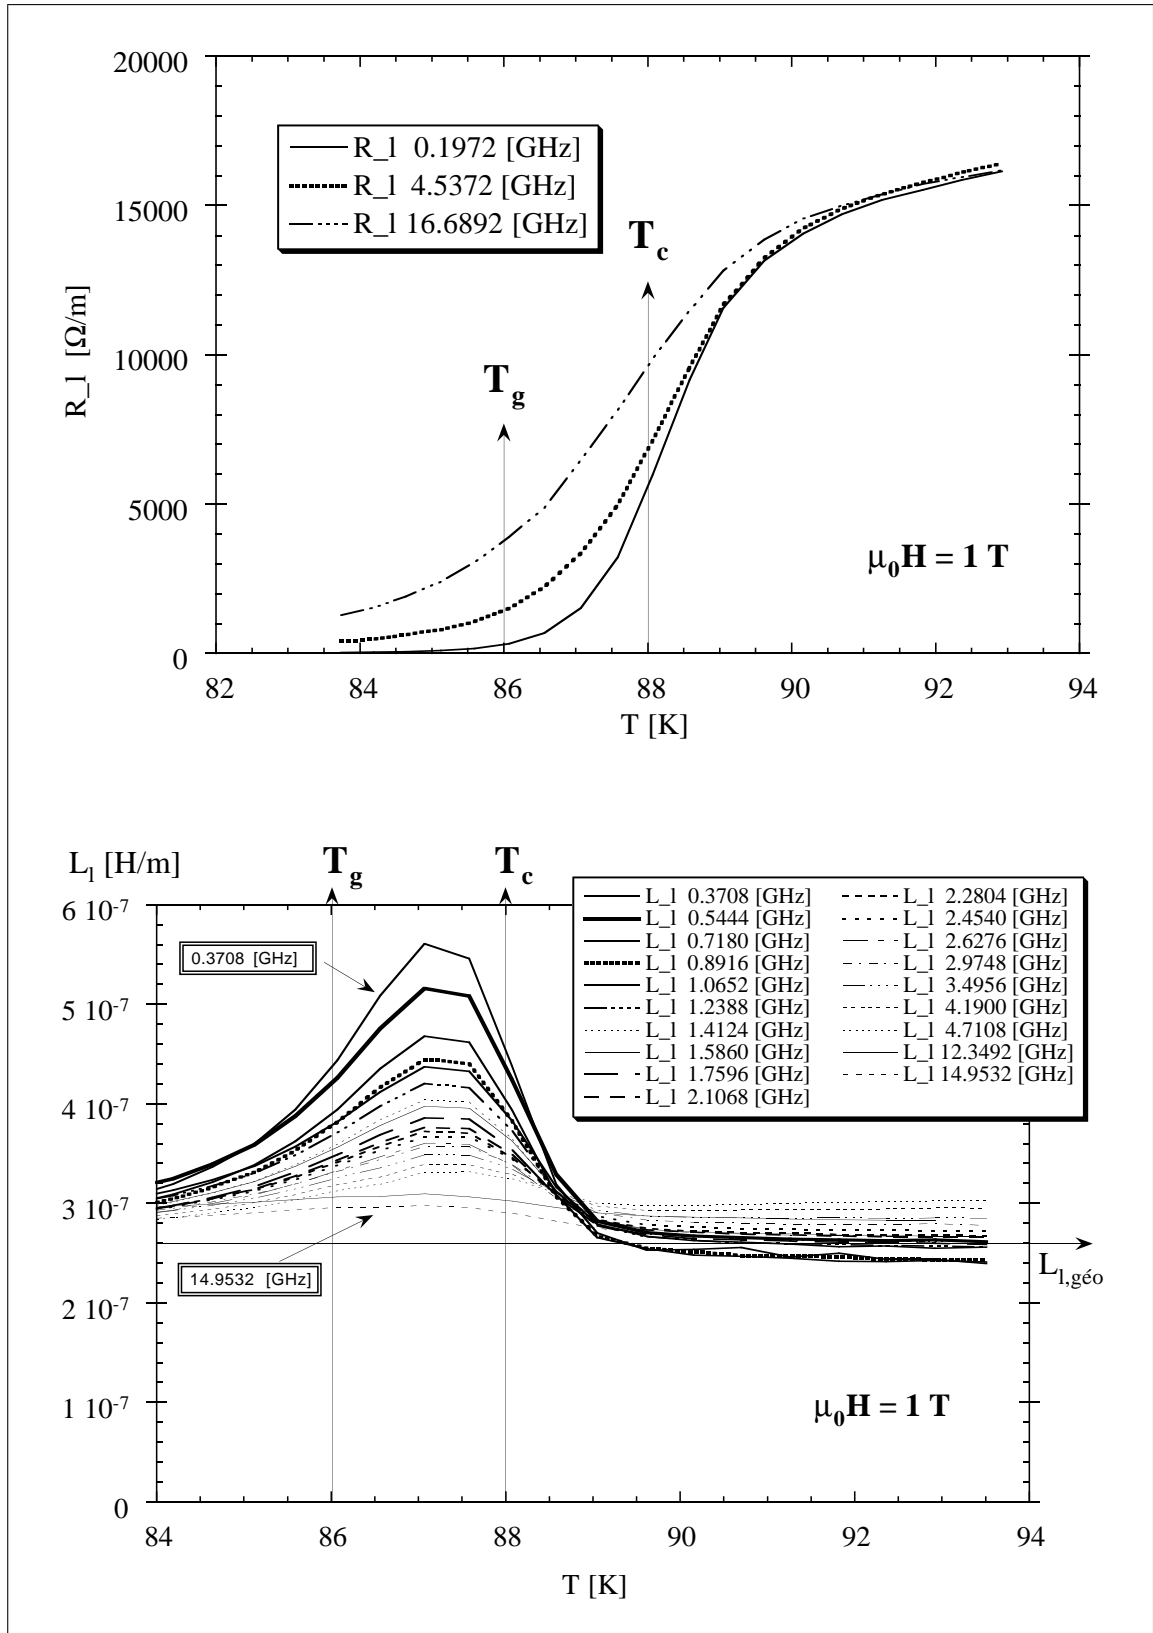 20000
15000
10000
5000
0
R_l [Ω/m]
R_l 0.1972 [GHz]
R_l 4.5372 [GHz]
R_l 16.6892 [GHz]
Tc
Tg
μ0H = 1 T
82 84 86 88 90 92 94
T [K]
Ll [H/m]
Tg Tc
6 10-7
5 10-7
4 10-7
3 10-7
2 10-7
1 10-7
0
0.3708 [GHz]
14.9532 [GHz]
L_l 0.3708 [GHz]
L_l 0.5444 [GHz]
L_l 0.7180 [GHz]
L_l 0.8916 [GHz]
L_l 1.0652 [GHz]
L_l 1.2388 [GHz]
L_l 1.4124 [GHz]
L_l 1.5860 [GHz]
L_l 1.7596 [GHz]
L_l 2.1068 [GHz]
L_l 2.2804 [GHz]
L_l 2.4540 [GHz]
L_l 2.6276 [GHz]
L_l 2.9748 [GHz]
L_l 3.4956 [GHz]
L_l 4.1900 [GHz]
L_l 4.7108 [GHz]
L_l 12.3492 [GHz]
L_l 14.9532 [GHz]
Ll,géo
μ0H = 1 T
84 86 88 90 92 94
T [K]